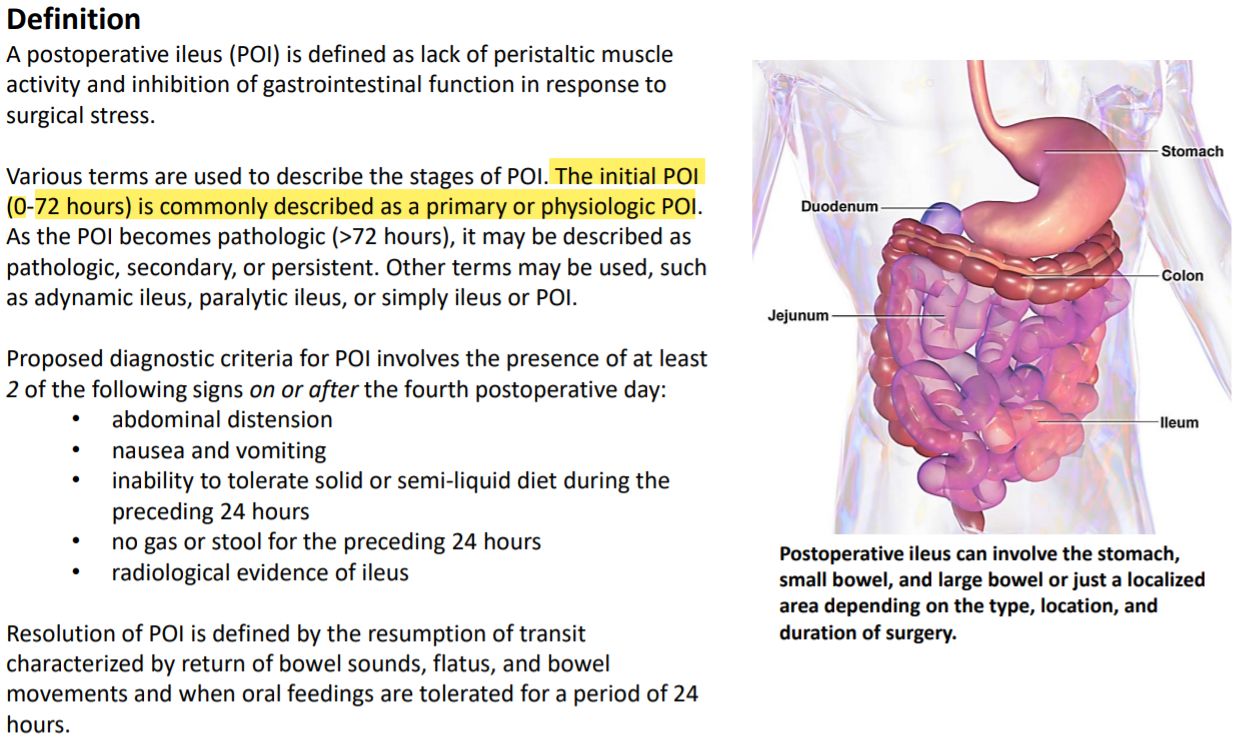 Definition
A postoperative ileus (POI) is defined as lack of peristaltic muscle
activity and inhibition of gastrointestinal function in response to
surgical stress.
Various terms are used to describe the stages of POI. The initial POI
(0-72 hours) is commonly described as a primary or physiologic POI.
As the POI becomes pathologic (>72 hours), it may be described as
pathologic, secondary, or persistent. Other terms may be used, such
as adynamic ileus, paralytic ileus, or simply ileus or POI.
Proposed diagnostic criteria for POI involves the presence of at least
2 of the following signs on or after the fourth postoperative day:
• abdominal distension
• nausea and vomiting
• inability to tolerate solid or semi-liquid diet during the
preceding 24 hours
• no gas or stool for the preceding 24 hours
• radiological evidence of ileus
Resolution of POI is defined by the resumption of transit
characterized by return of bowel sounds, flatus, and bowel
movements and when oral feedings are tolerated for a period of 24
hours.
Stomach
Duodenum
Colon
Jejunum
Ileum
Postoperative ileus can involve the stomach,
small bowel, and large bowel or just a localized
area depending on the type, location, and
duration of surgery.